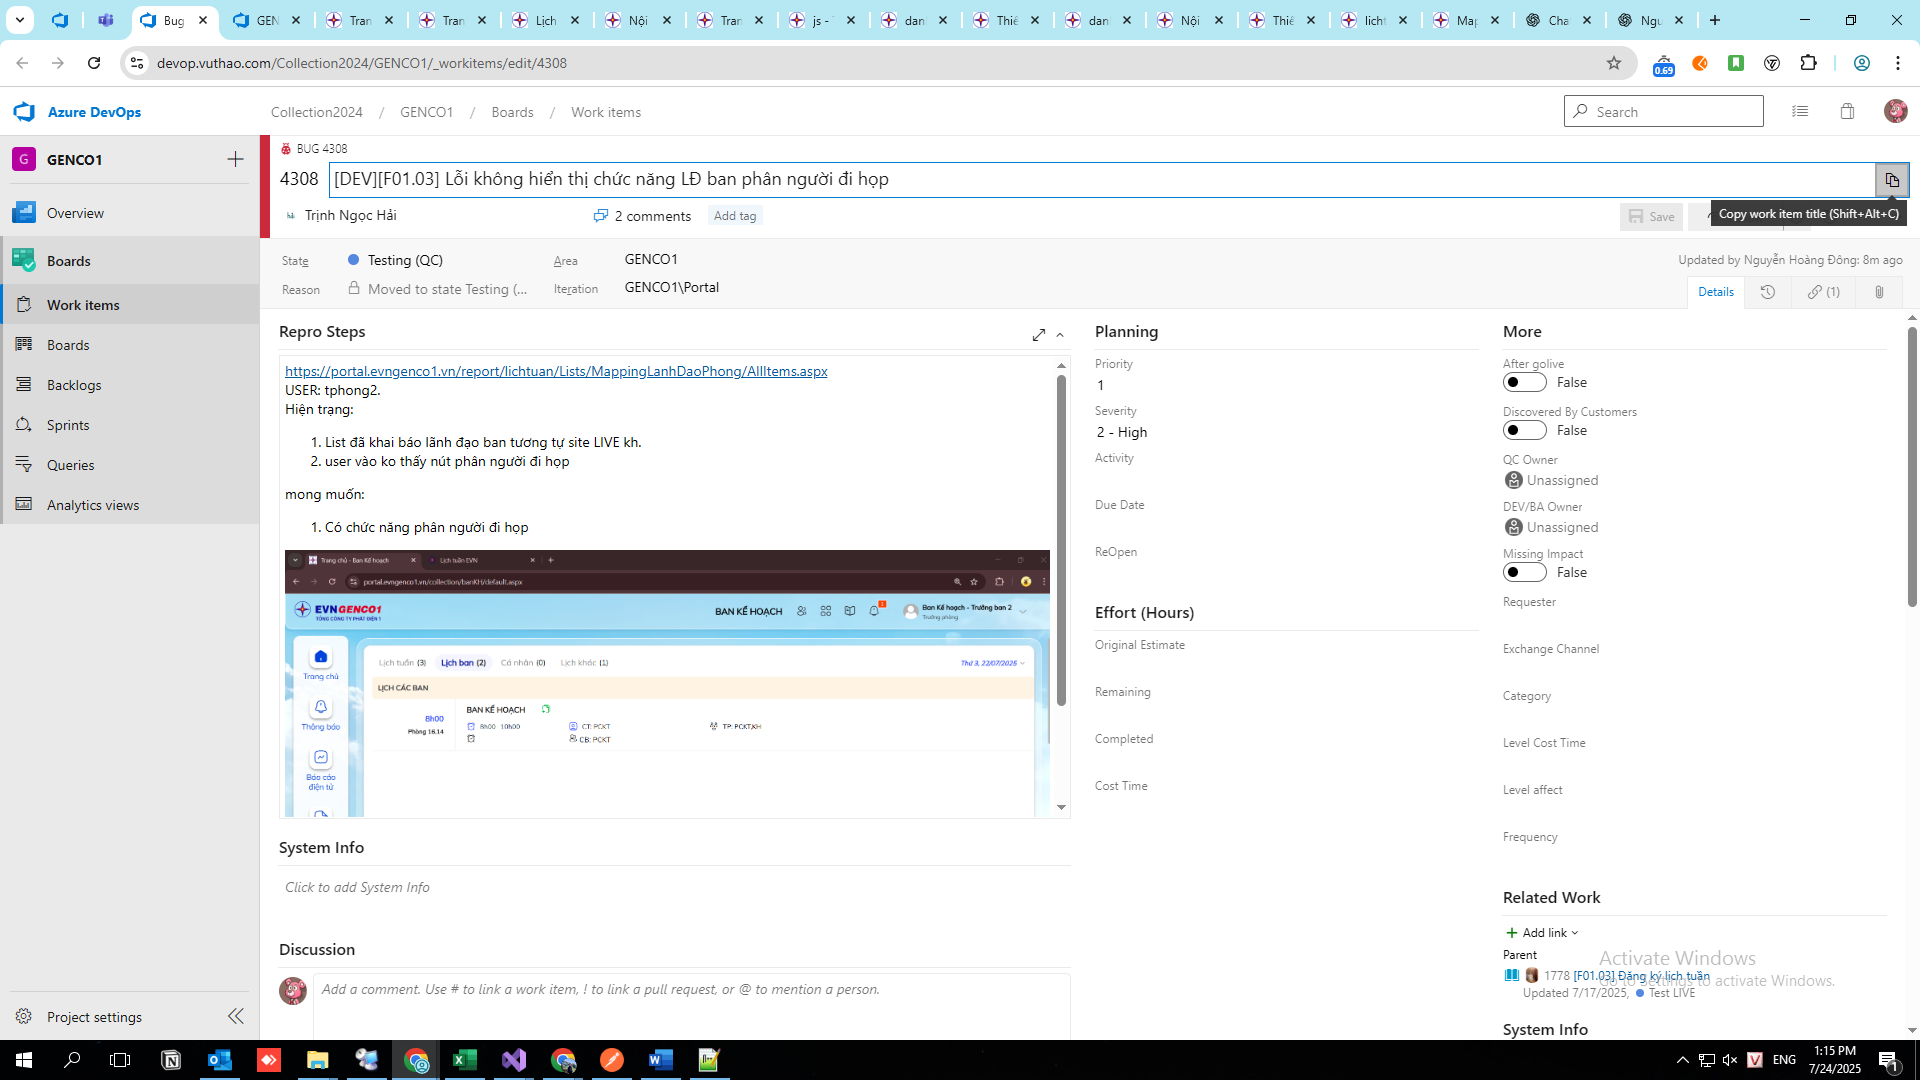 Bug
GEN
Tran
Tran
Lịch
Nội
Tran
js -
dan
Thiê
dan
Nội
Thiê
licht
Map
Cha
Ngu
devop.vuthao.com/Collection2024/GENCO1/_workitems/edit/4308
0.69
Azure DevOps
Collection2024 / GENCO1 / Boards / Work items
Search
G GENCO1
BUG 4308
4308 [DEV][F01.03] Lỗi không hiển thị chức năng LĐ ban phân người đi họp
Trịnh Ngọc Hải
2 comments
Add tag
Save
Copy work item title (Shift+Alt+C)
Overview
Boards
Work items
Boards
Backlogs
Sprints
Queries
Analytics views
Project settings
State Testing (QC)
Area GENCO1
Updated by Nguyễn Hoàng Đông: 8m ago
Reason Moved to state Testing (...
Iteration GENCO1\Portal
Details
(1)
Repro Steps
https://portal.evngenco1.vn/report/lichtuan/Lists/MappingLanhDaoPhong/AllItems.aspx
USER: tphong2.
Hiện trạng:
1. List đã khai báo lãnh đạo ban tương tự site LIVE kh.
2. user vào ko thấy nút phân người đi họp
mong muốn:
1. Có chức năng phân người đi họp
Trang chủ - Ban Kế hoạch
Lịch tuần EVN
portal.evngenco1.vn/collection/banKH/default.aspx
EVNGENCO1
TỔNG CÔNG TY PHÁT ĐIỆN 1
BAN KẾ HOẠCH
Ban Kế hoạch - Trưởng ban 2
Trưởng phòng
Trang chủ
Thông báo
Báo cáo
điện tử
Lịch tuần (3)
Lịch ban (2)
Cá nhân (0)
Lịch khác (1)
Thứ 3, 22/07/2025
LỊCH CÁC BAN
8h00
Phòng 16.14
BAN KẾ HOẠCH
8h00 10h00
CT: PCKT
TP: PCKT,KH
CB: PCKT
System Info
Click to add System Info
Discussion
Add a comment. Use # to link a work item, ! to link a pull request, or @ to mention a person.
Planning
Priority
1
Severity
2 - High
Activity
Due Date
ReOpen
Effort (Hours)
Original Estimate
Remaining
Completed
Cost Time
More
After golive
False
Discovered By Customers
False
QC Owner
Unassigned
DEV/BA Owner
Unassigned
Missing Impact
False
Requester
Exchange Channel
Category
Level Cost Time
Level affect
Frequency
Related Work
Add link
Parent
1778 [F01.03] Đăng ký lịch tuần
Updated 7/17/2025, Test LIVE
System Info
Activate Windows
Go to Settings to activate Windows.
ENG
1:15 PM
7/24/2025
1